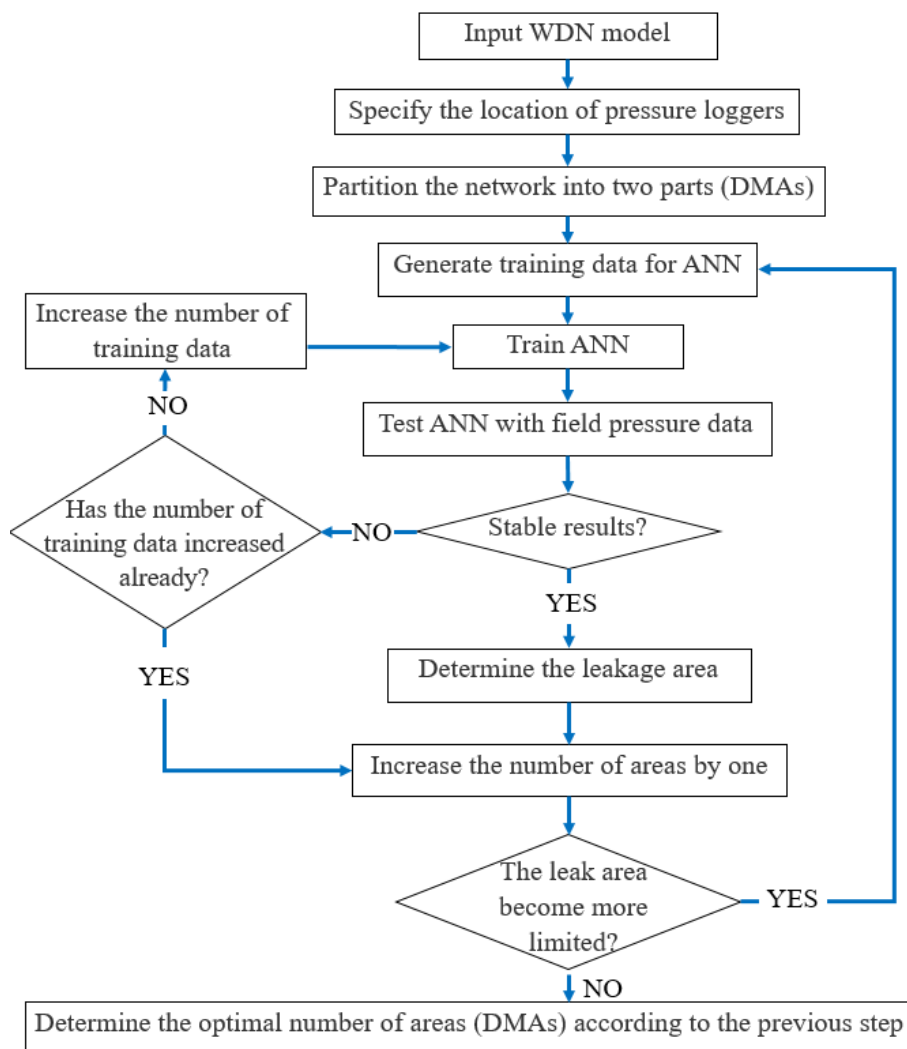 Input WDN model
Specify the location of pressure loggers
Partition the network into two parts (DMAs)
Generate training data for ANN
Increase the number of
training data
Train ANN
NO
Test ANN with field pressure data
Has the number of
training data increased
already?
NO
Stable results?
YES
YES
Determine the leakage area
Increase the number of areas by one
The leak area
become more
limited?
YES
NO
Determine the optimal number of areas (DMAs) according to the previous step